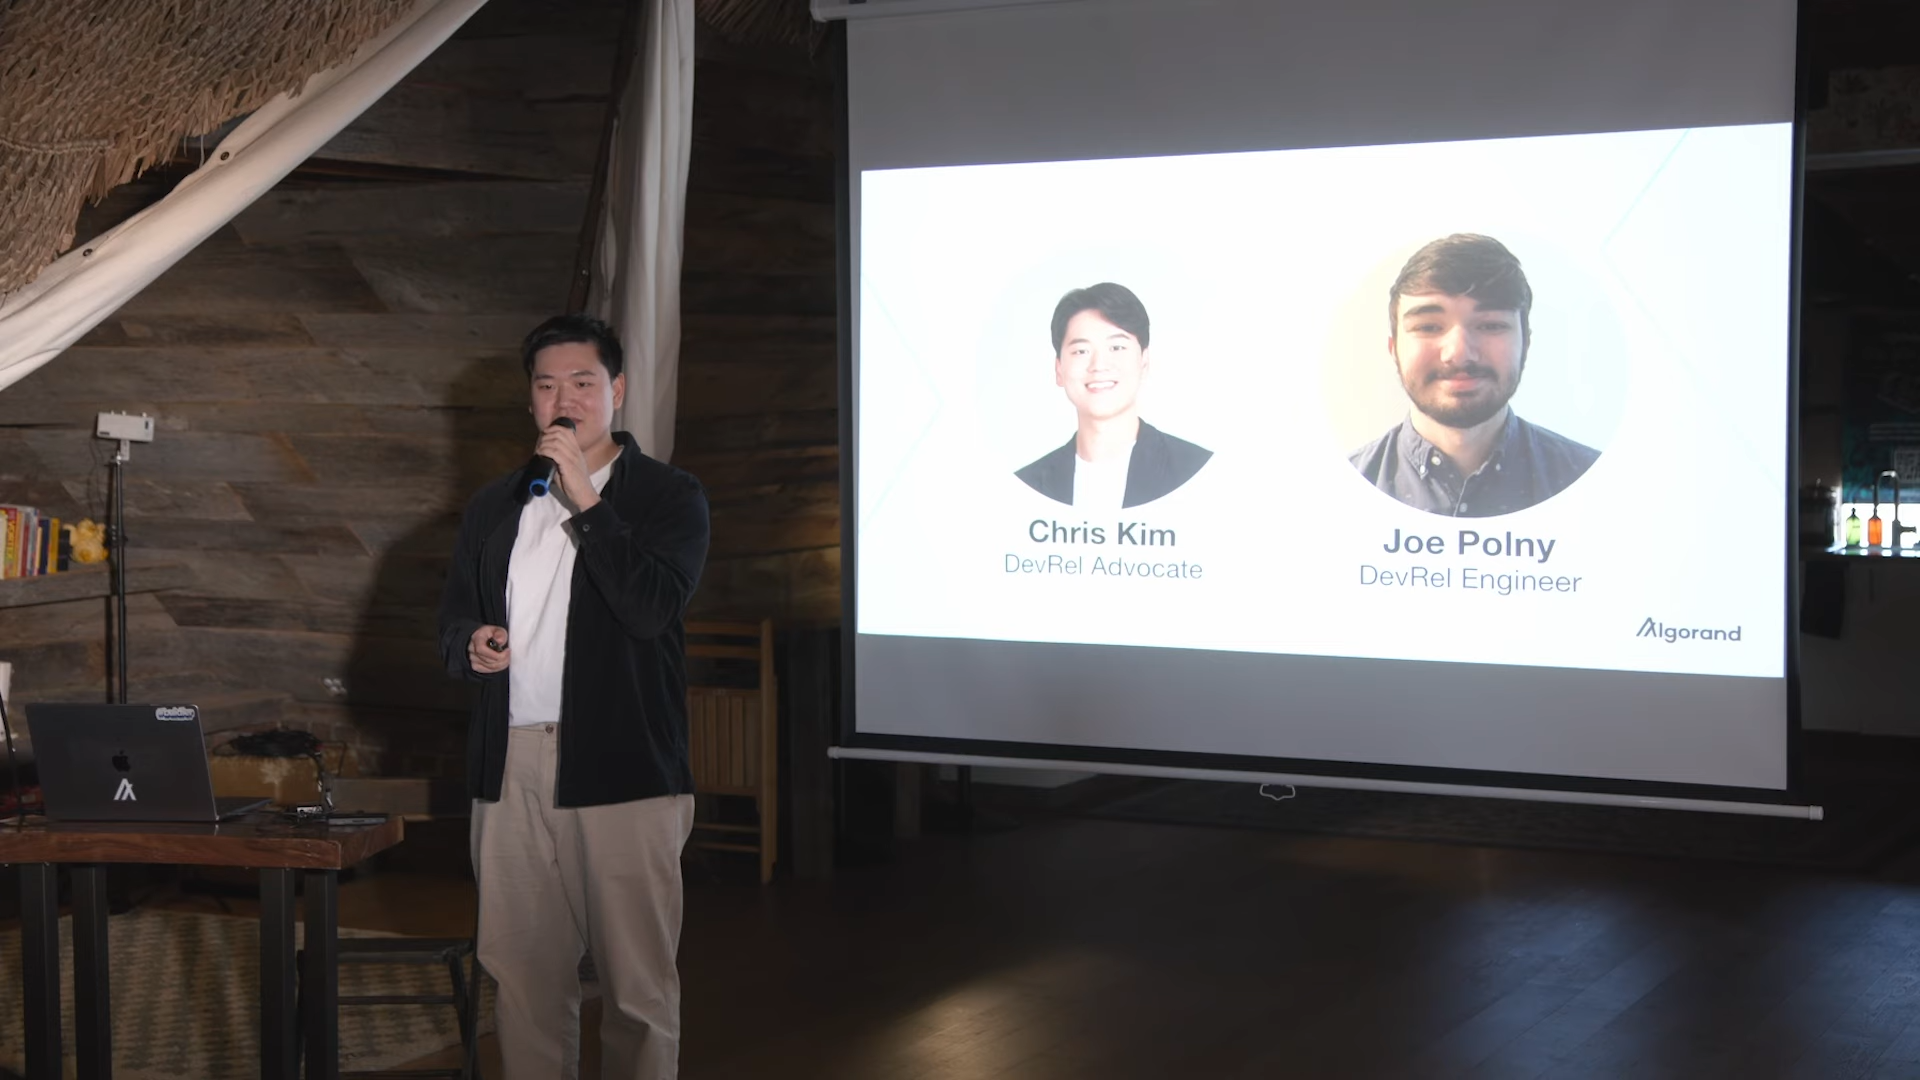 Chris Kim
DevRel Advocate
Joe Polny
DevRel Engineer
Algorand